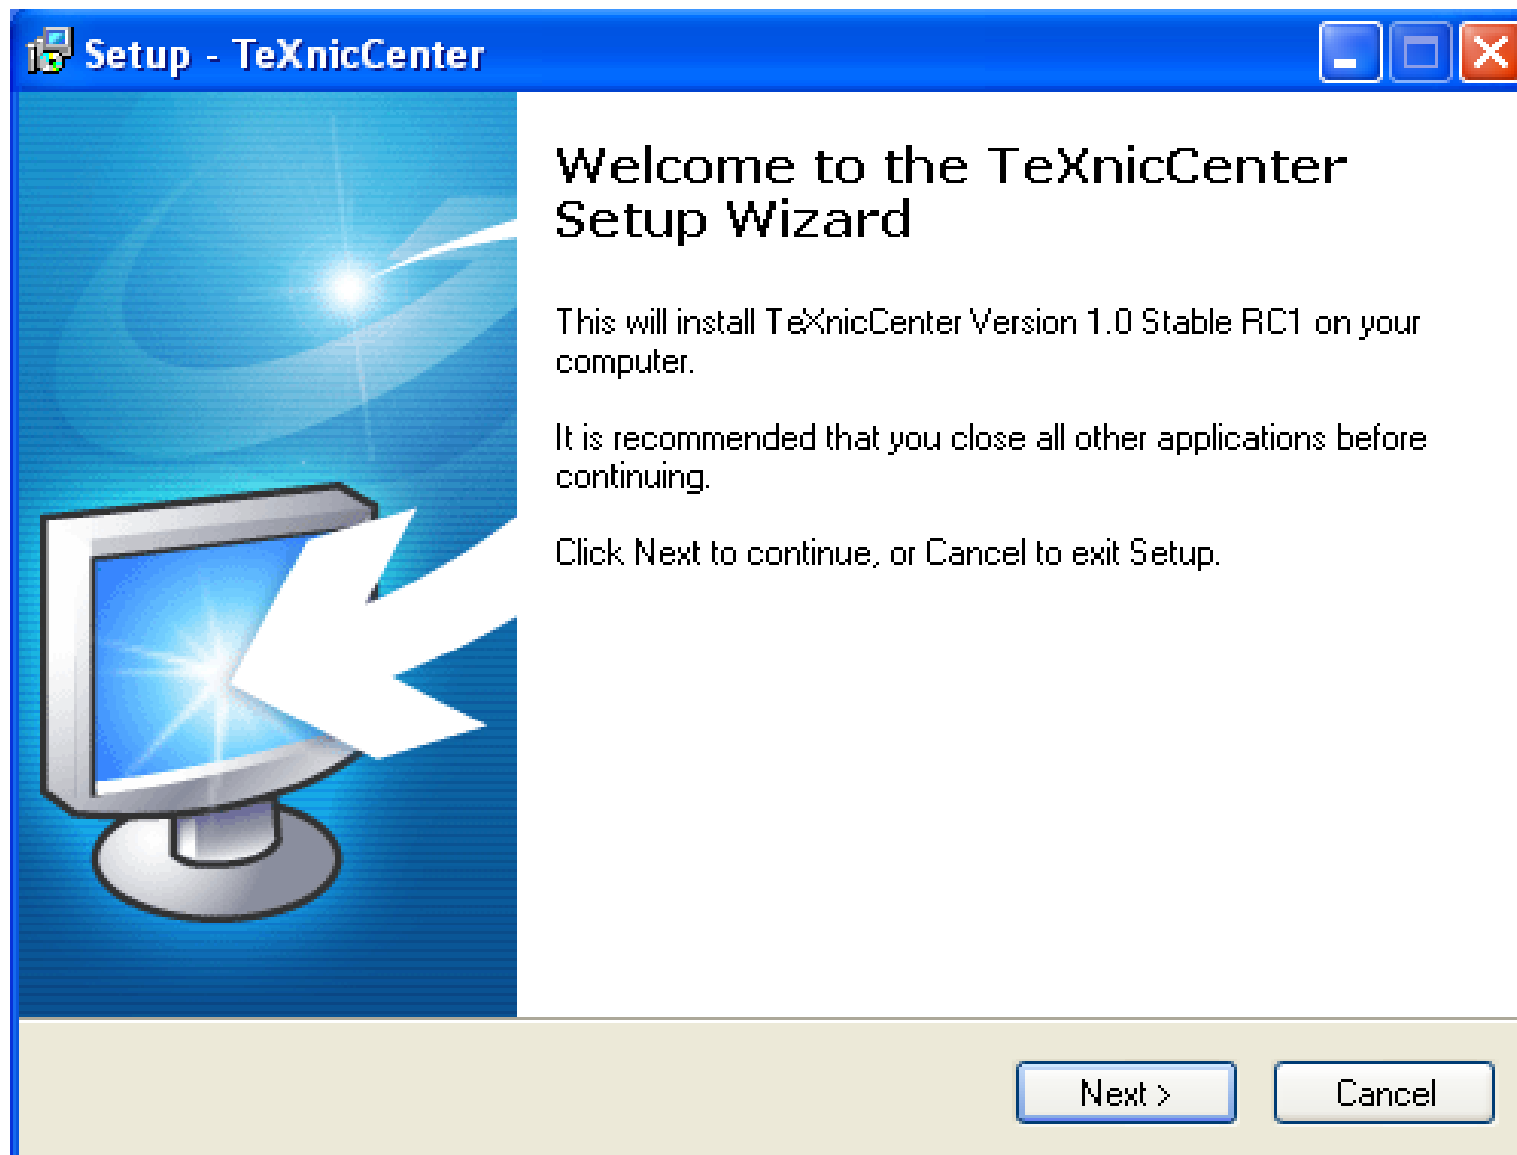 Setup - TeXnicCenter
Welcome to the TeXnicCenter
Setup Wizard
This will install TeXnicCenter Version 1.0 Stable RC1 on your
computer.
It is recommended that you close all other applications before
continuing.
Click Next to continue, or Cancel to exit Setup.
Next >
Cancel